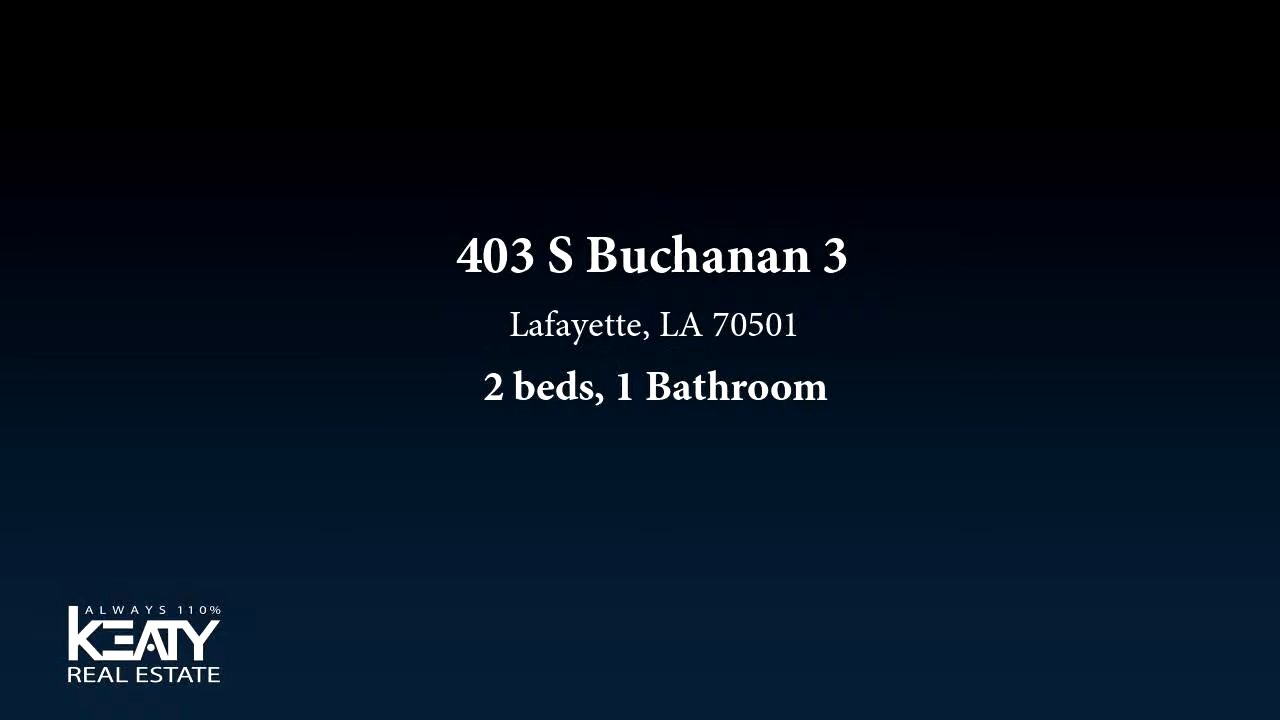 403 S Buchanan 3
Lafayette, LA 70501
2 beds, 1 Bathroom
ALWAYS 110%
KEATY
REAL ESTATE